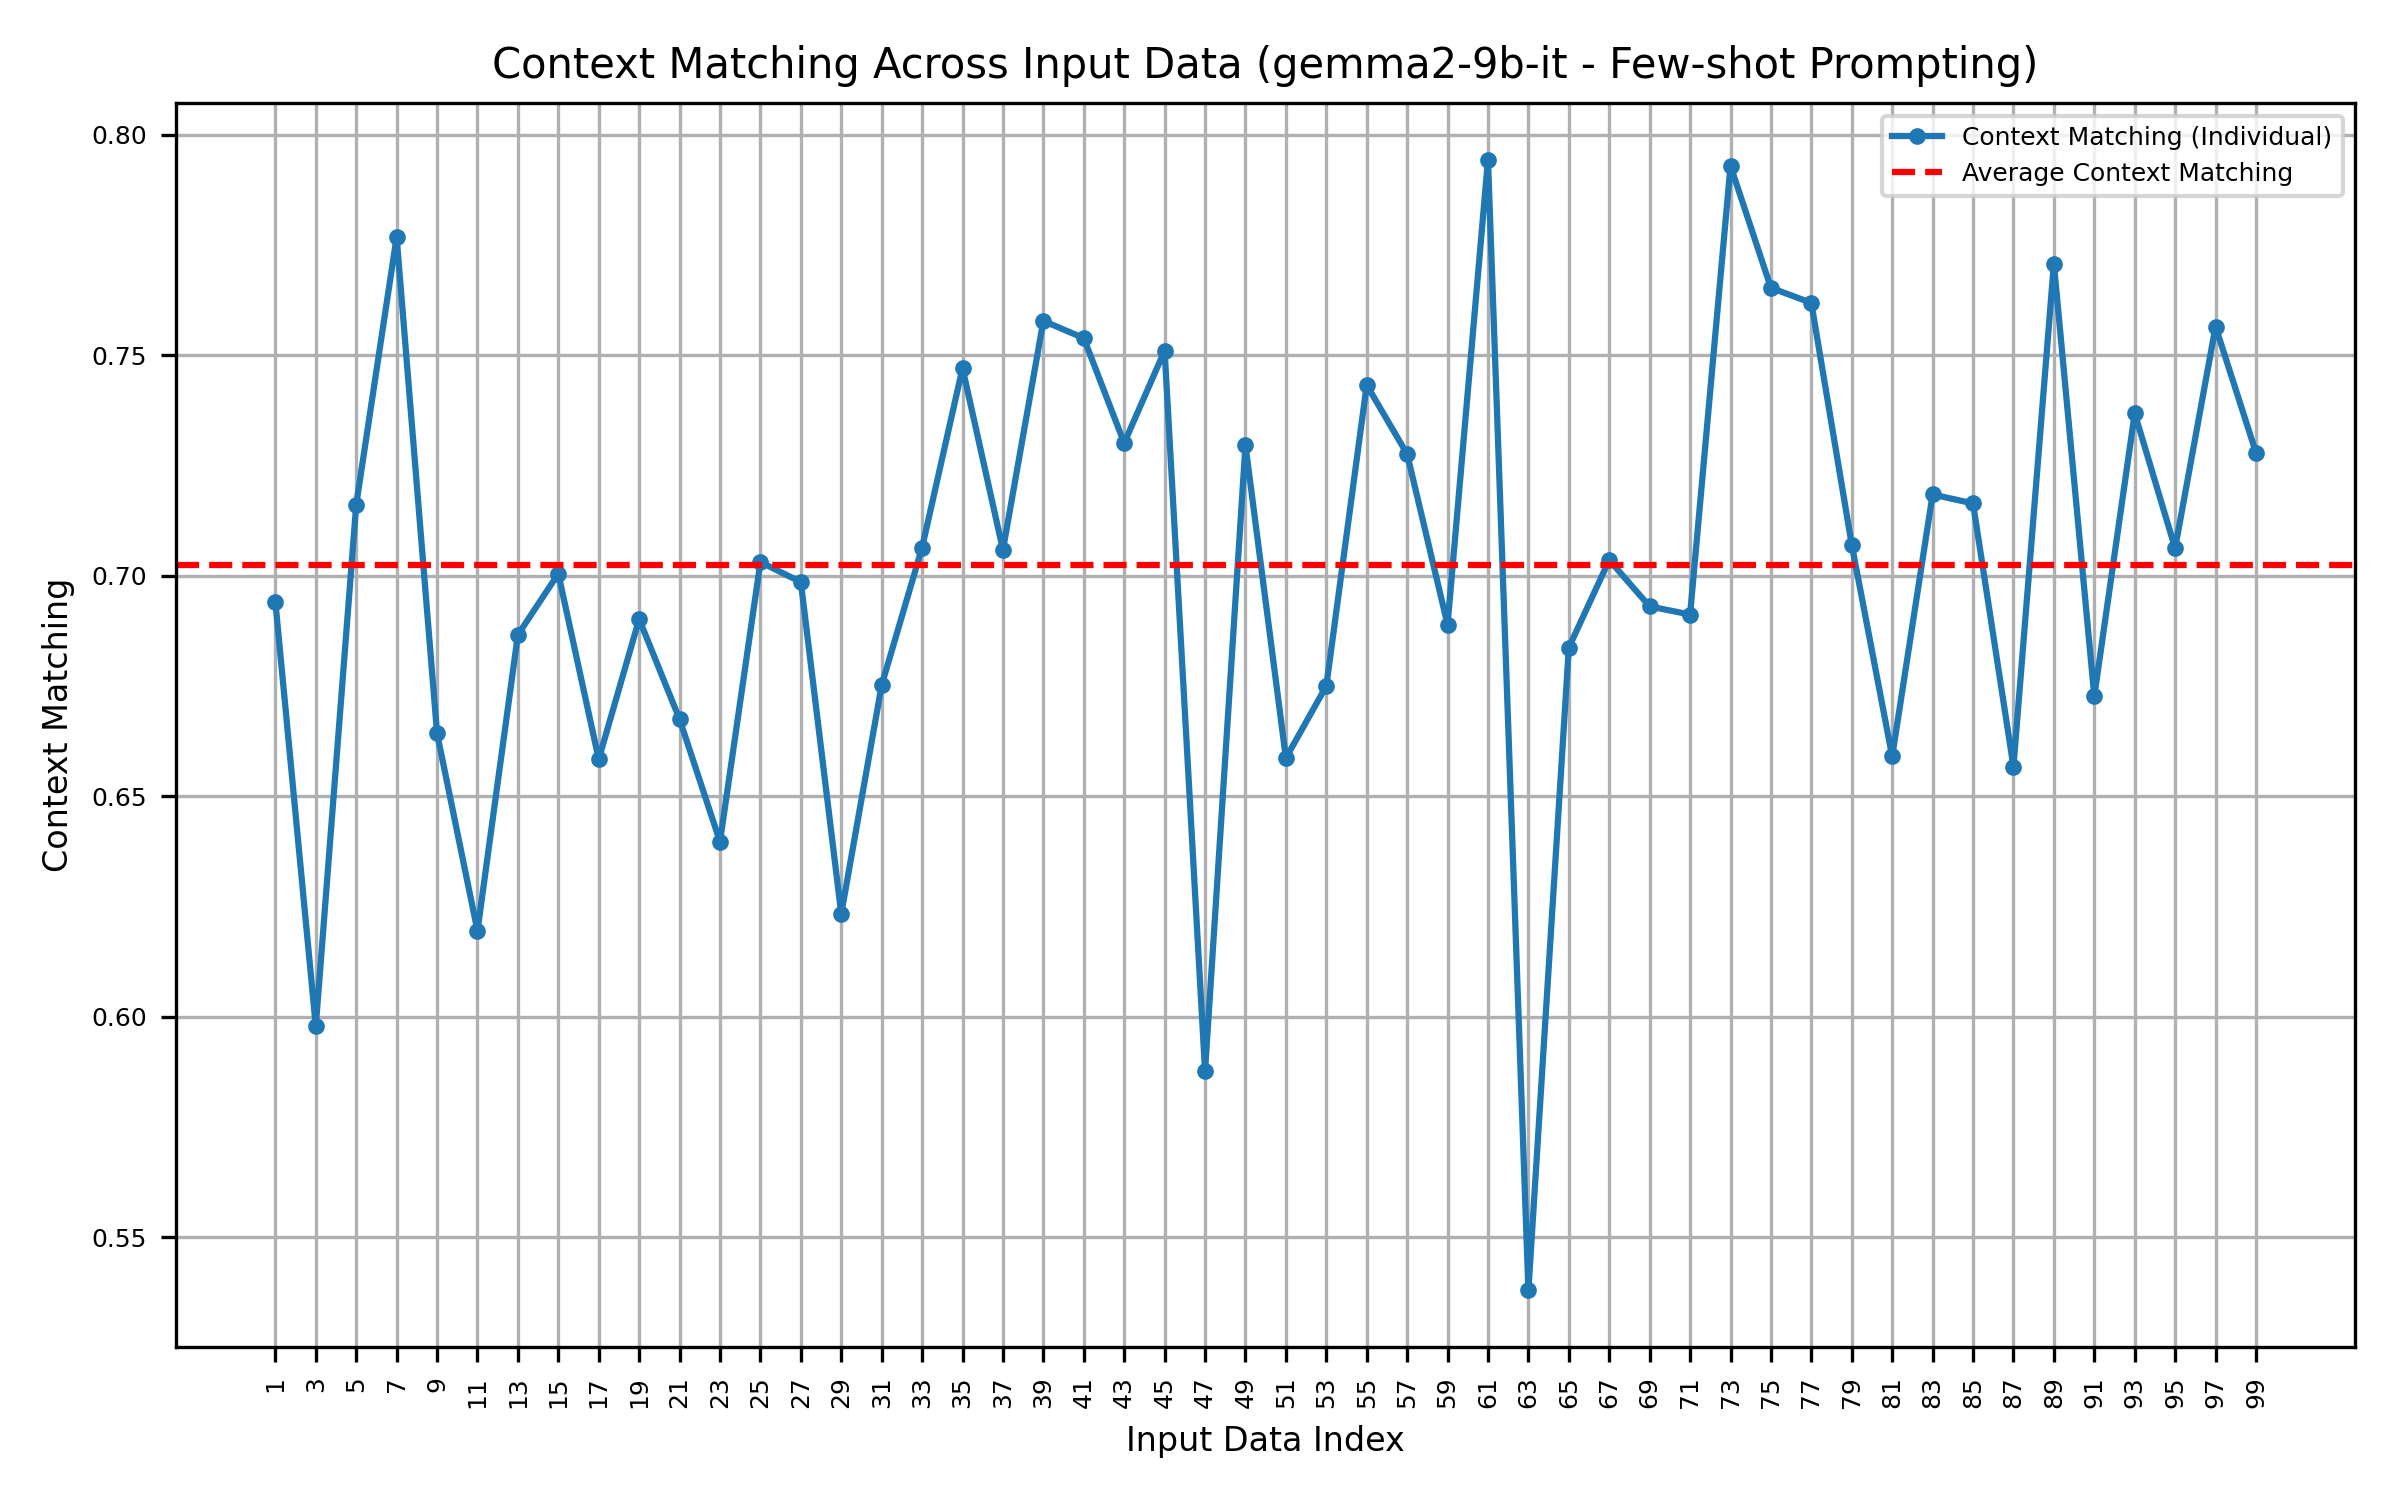 Context Matching Across Input Data (gemma2-9b-it - Few-shot Prompting)
Context Matching (Individual)
Average Context Matching
Context Matching
0.80
0.75
0.70
0.65
0.60
0.55
1 3 5 7 9 11 13 15 17 19 21 23 25 27 29 31 33 35 37 39 41 43 45 47 49 51 53 55 57 59 61 63 65 67 69 71 73 75 77 79 81 83 85 87 89 91 93 95 97 99
Input Data Index